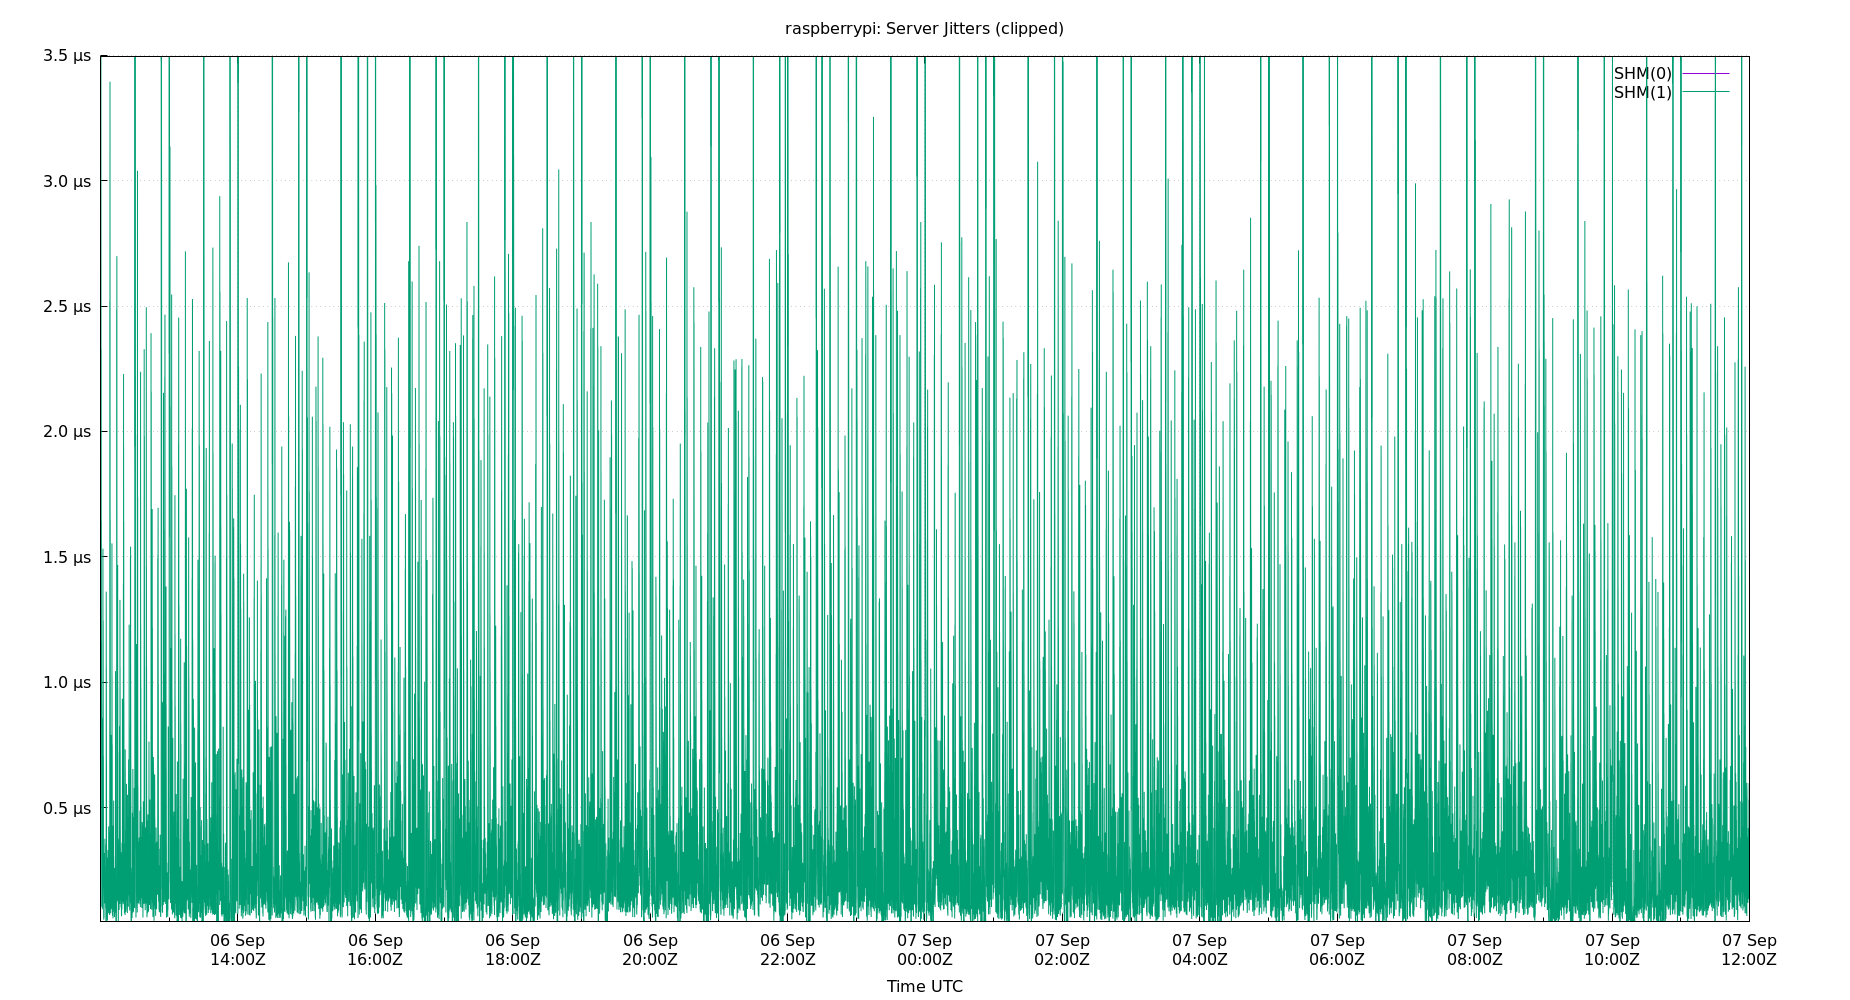 raspberrypi: Server Jitters (clipped)
3.5 µs
SHM(0)
SHM(1)
3.0 µs
2.5 µs
2.0 µs
1.5 µs
1.0 µs
0.5 µs
06 Sep 06 Sep 06 Sep 06 Sep 06 Sep 07 Sep 07 Sep 07 Sep 07 Sep 07 Sep 07 Sep 07 Sep
14:00Z 16:00Z 18:00Z 20:00Z 22:00Z 00:00Z 02:00Z 04:00Z 06:00Z 08:00Z 10:00Z 12:00Z
Time UTC